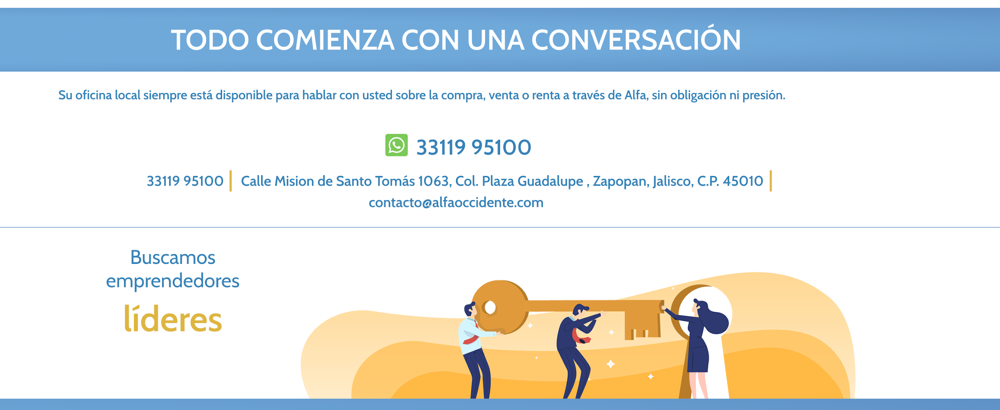 TODO COMIENZA CON UNA CONVERSACIÓN
Su oficina local siempre está disponible para hablar con usted sobre la compra, venta o renta a través de Alfa, sin obligación ni presión.
33119 95100
33119 95100 | Calle Mision de Santo Tomás 1063, Col. Plaza Guadalupe , Zapopan, Jalisco, C.P. 45010 |
contacto@alfaoccidente.com
Buscamos
emprendedores
líderes